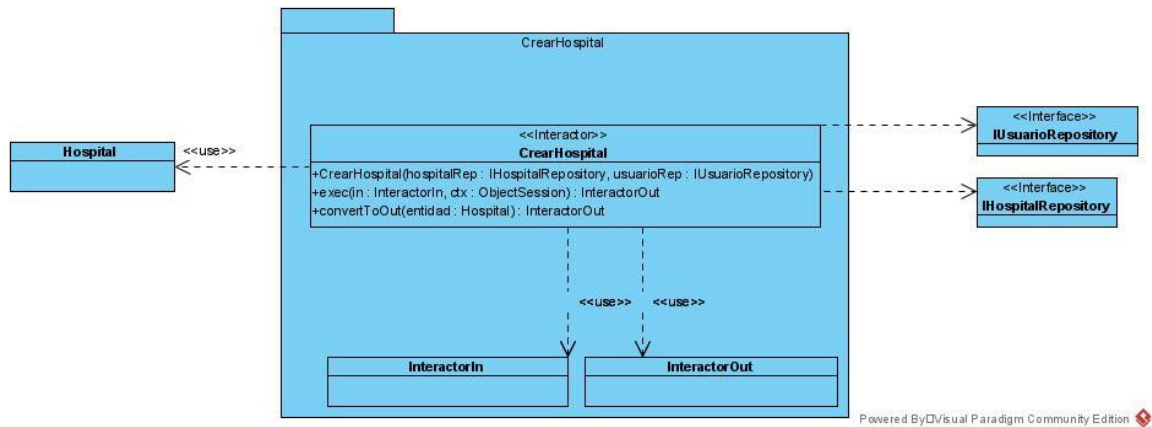 CrearHospital
<<Interactor>>
CrearHospital
+CrearHospital(hospitalRep : IHospitalRepository, usuarioRep : IUsuarioRepository)
+exec(in : InteractorIn, ctx : ObjectSession) : InteractorOut
+convertToOut(entidad : Hospital) : InteractorOut
Hospital
<<use>>
<<Interface>>
IUsuarioRepository
<<Interface>>
IHospitalRepository
<<use>>
<<use>>
InteractorIn
InteractorOut
Powered By□Visual Paradigm Community Edition